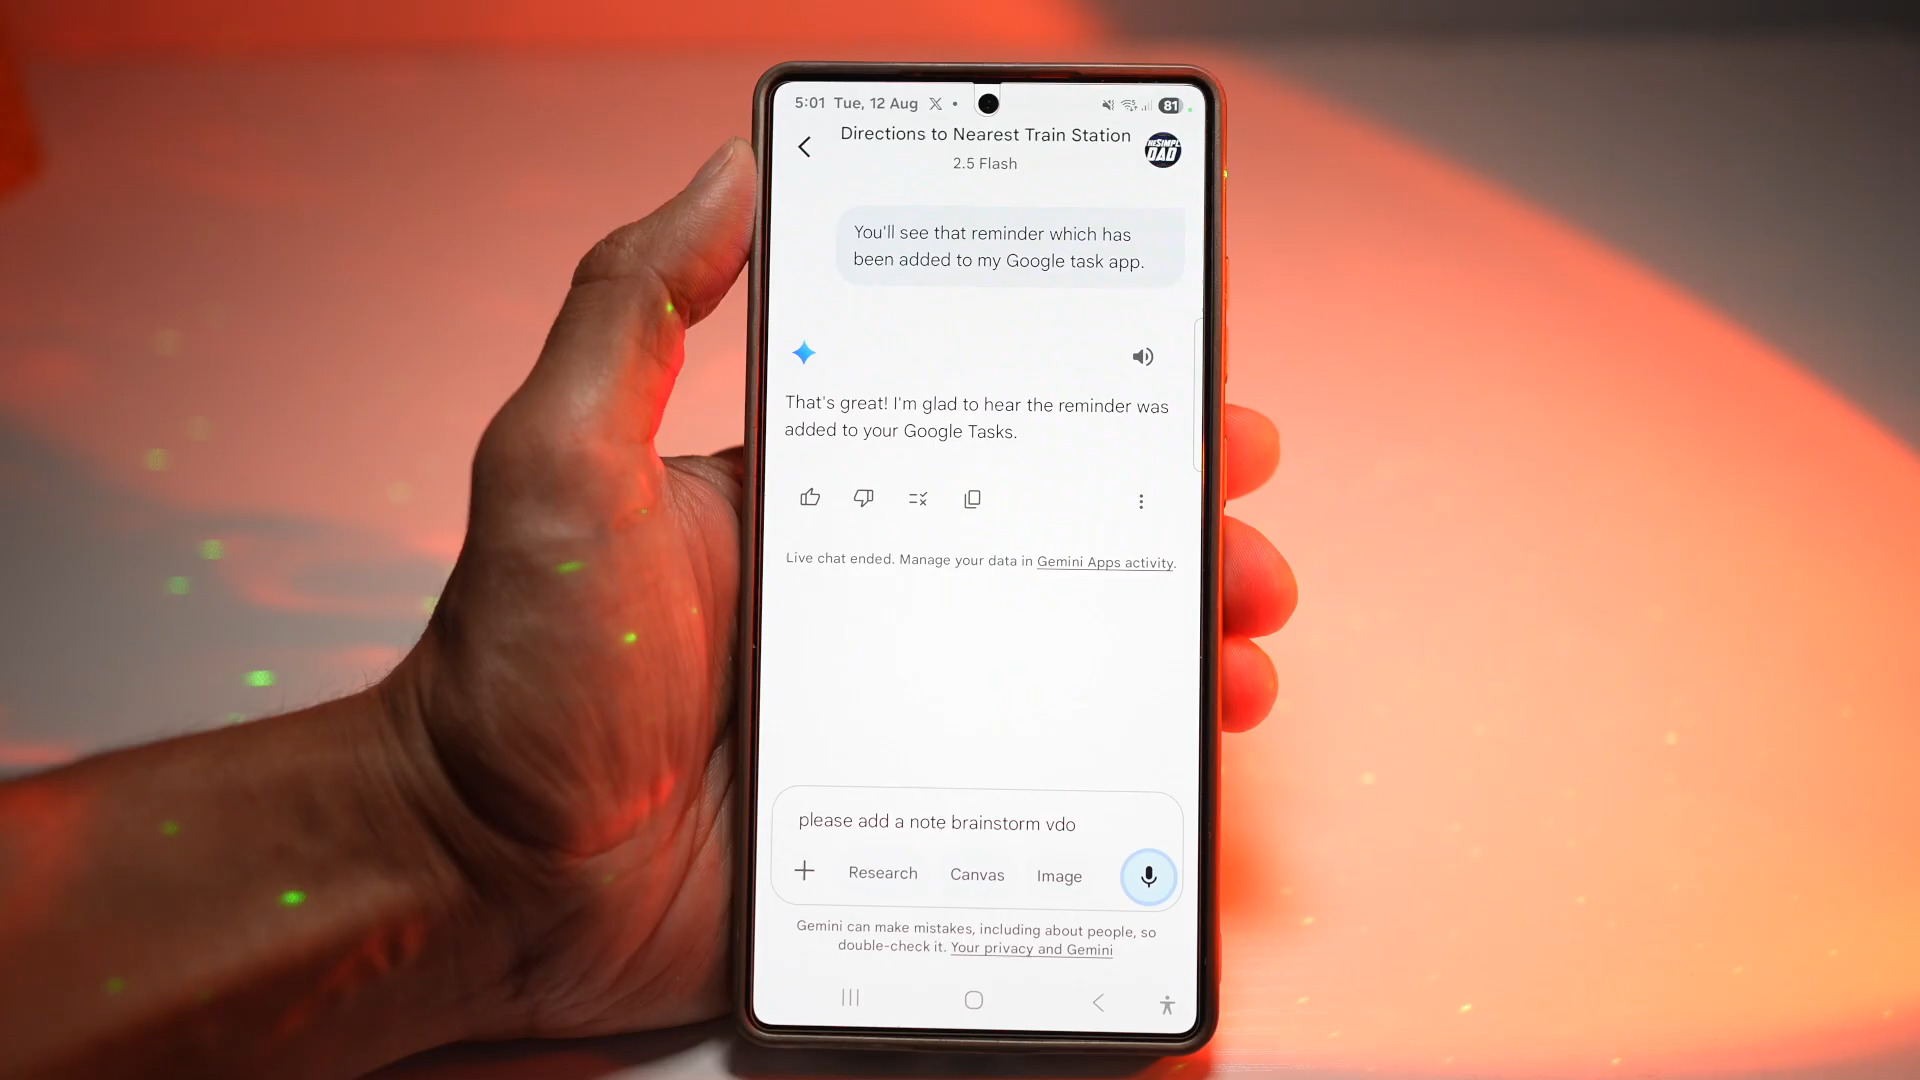 5:01 Tue, 12 Aug 81
Directions to Nearest Train Station
2.5 Flash
DAD
You'll see that reminder which has
been added to my Google task app.
That's great! I'm glad to hear the reminder was
added to your Google Tasks.
Live chat ended. Manage your data in Gemini Apps activity.
please add a note brainstorm vdo
Research Canvas Image
Gemini can make mistakes, including about people, so
double-check it. Your privacy and Gemini